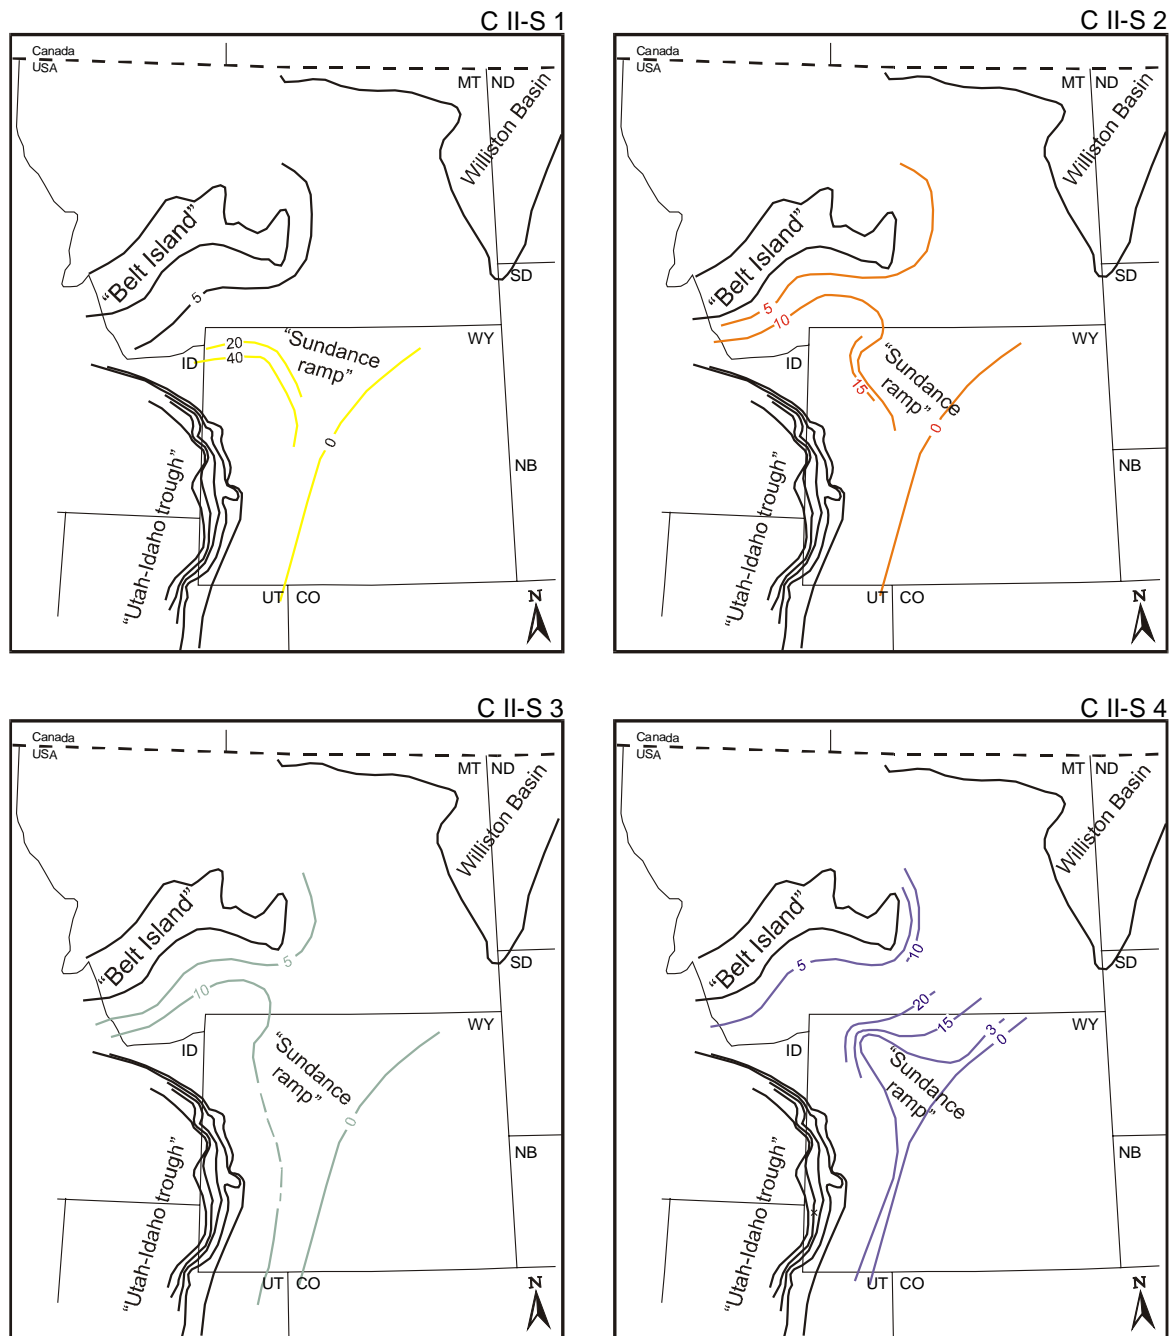 C II-S 1
Canada
USA
MT
ND
Williston Basin
"Belt Island"
SD
5
"Sundance
ramp"
WY
20
40
ID
0
NB
"Utah-Idaho trough"
UT
CO
N
C II-S 2
Canada
USA
MT
ND
Williston Basin
"Belt Island"
SD
5
10
WY
ID
"Sundance
ramp"
15
0
NB
"Utah-Idaho trough"
UT
CO
N
C II-S 3
Canada
USA
MT
ND
Williston Basin
"Belt Island"
5
SD
10
WY
ID
"Sundance
ramp"
0
NB
"Utah-Idaho trough"
UT
CO
N
C II-S 4
Canada
USA
MT
ND
Williston Basin
"Belt Island"
10
5
SD
20
15
3
0
WY
ID
"Sundance
ramp"
NB
"Utah-Idaho trough"
x
UT
CO
N